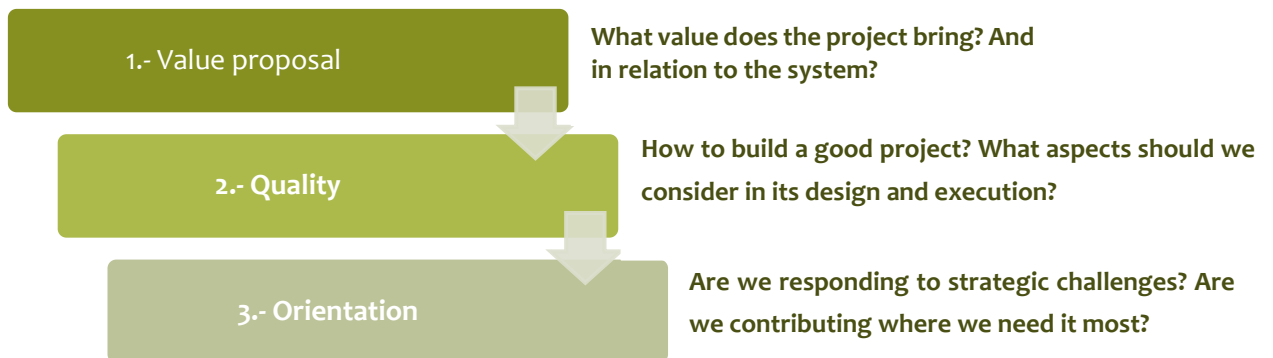 1.- Value proposal
What value does the project bring? And
in relation to the system?
2.- Quality
How to build a good project? What aspects should we
consider in its design and execution?
3.- Orientation
Are we responding to strategic challenges? Are
we contributing where we need it most?